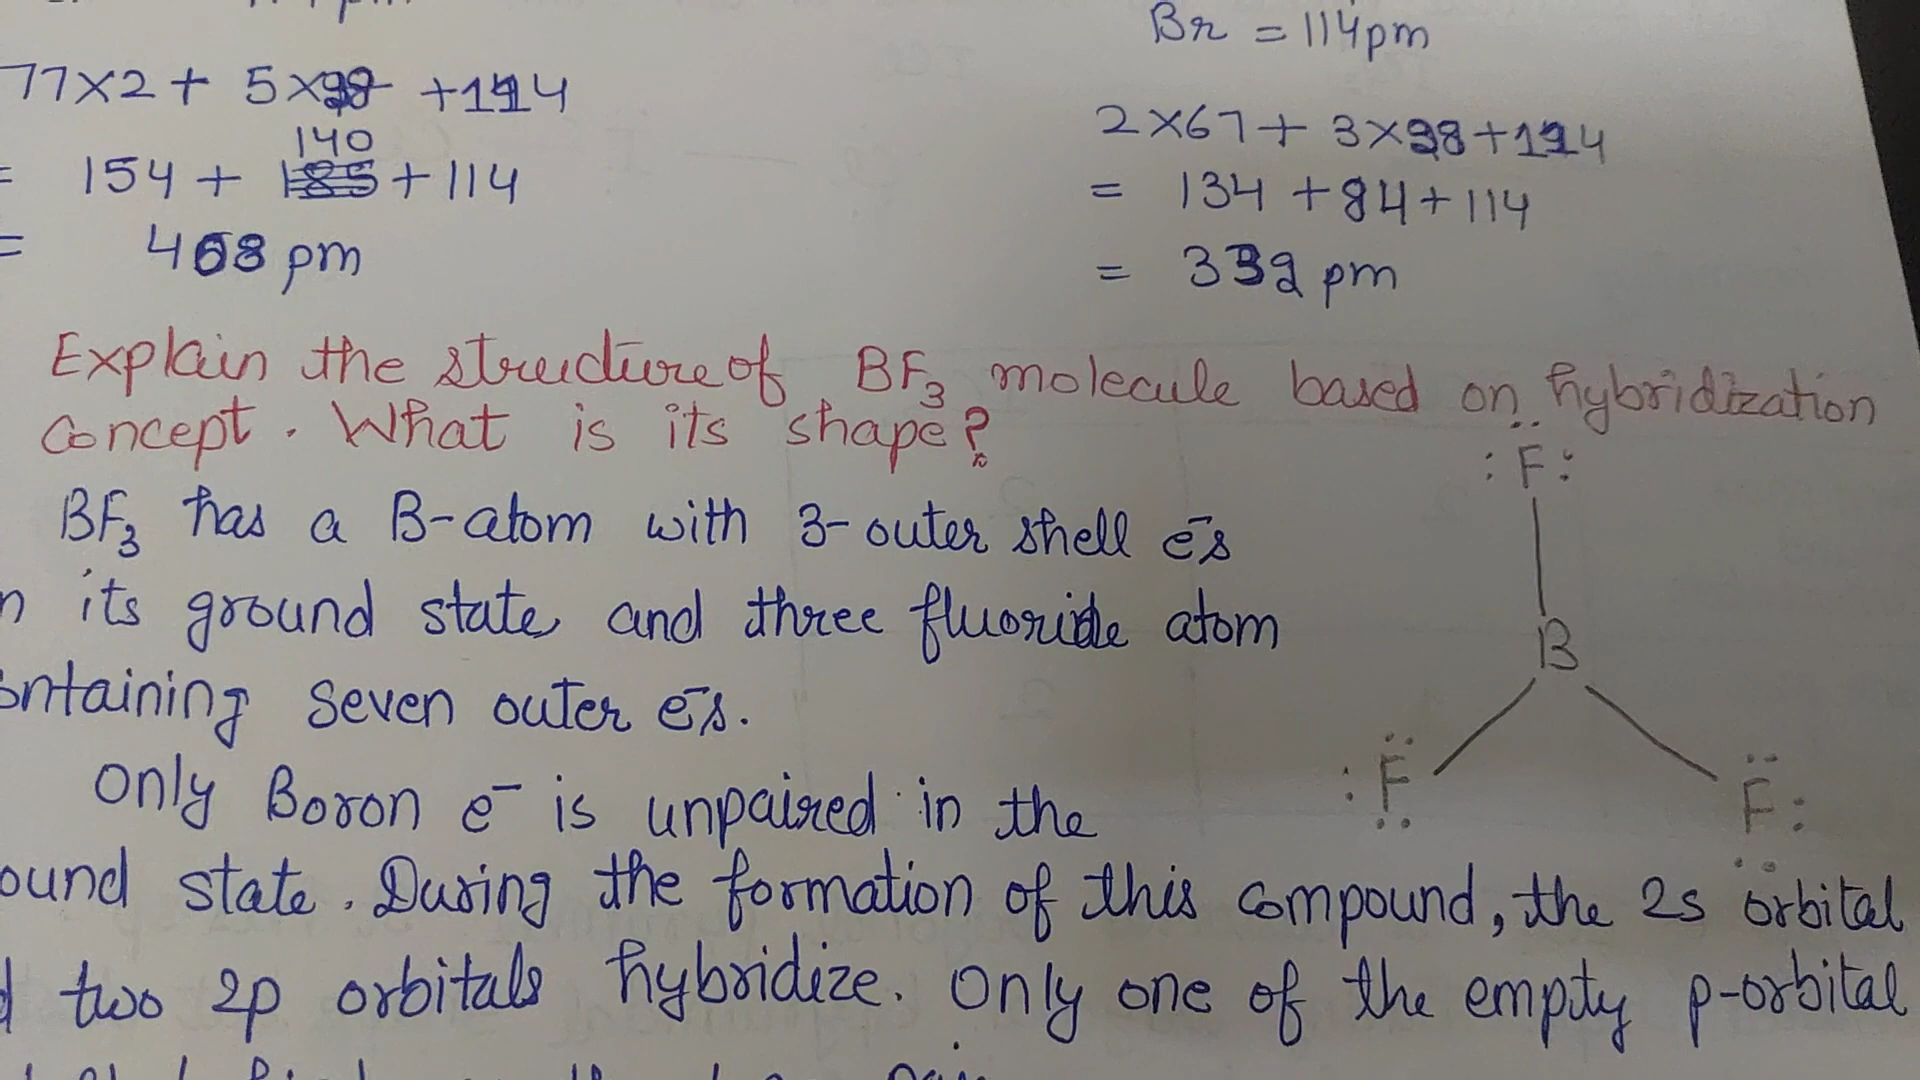 Br = 114pm
77×2 + 5× +114
140
= 154 + + 114
= 468 pm
2×67 + 3×28+114
= 134 + 84 + 114
= 332 pm
Explain the structure of BF3 molecule based on hybridization
concept. What is its shape?
BF3 has a B-atom with 3-outer shell e-s
n its ground state and three fluoride atom
ontaining seven outer e-s.
Only Boron e- is unpaired in the
ound state. During the formation of this compound, the 2s orbital
d two 2p orbitals hybridize. Only one of the empty p-orbital
:F:
B
:F
F: